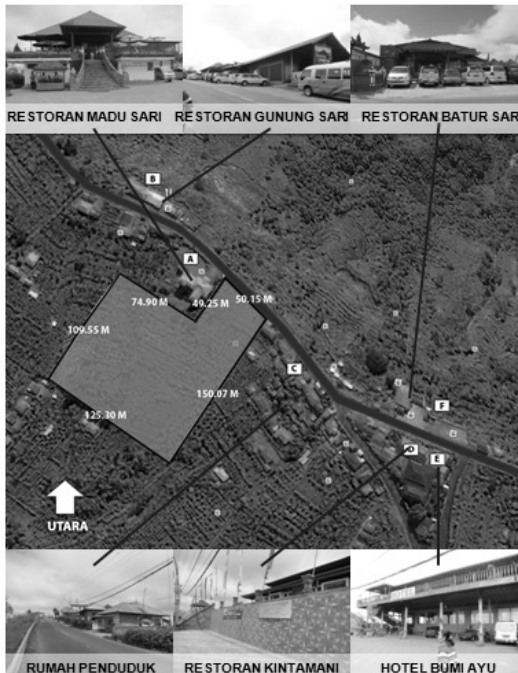 RESTORAN MADU SARI
RESTORAN GUNUNG SARI
RESTORAN BATUR SARI
B
A
74.90 M
49.25 M
50.15 M
109.55 M
C
150.07 M
125.30 M
F
D
E
UTARA
RUMAH PENDUDUK
RESTORAN KINTAMANI
HOTEL BUMI AYU